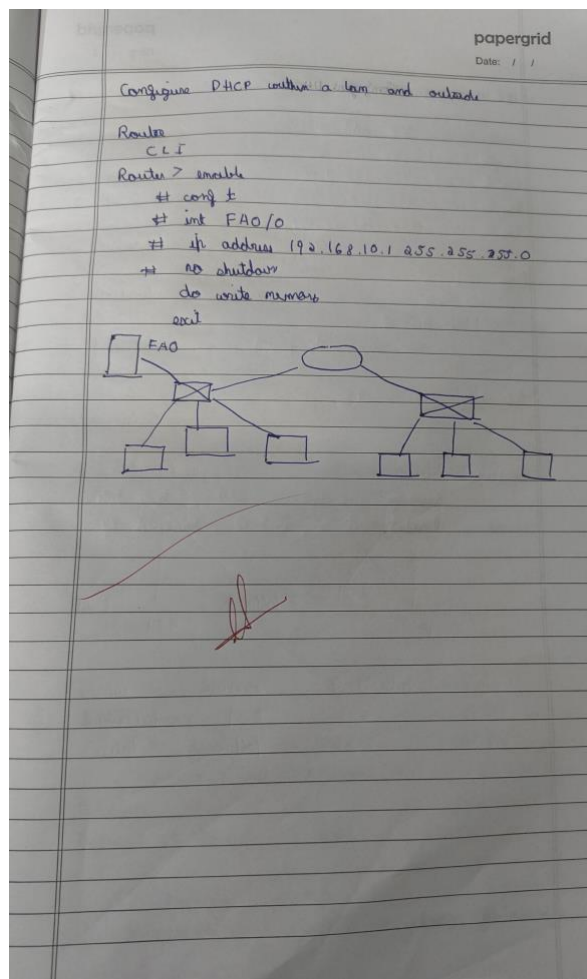 papergrid
Date: / /
Configure DHCP within a lan and outside
Router
CLI
Router > enable
# conf t
# int FA0/0
# ip address 192.168.10.1 255.255.255.0
# no shutdown
do write memory
exit
FA0